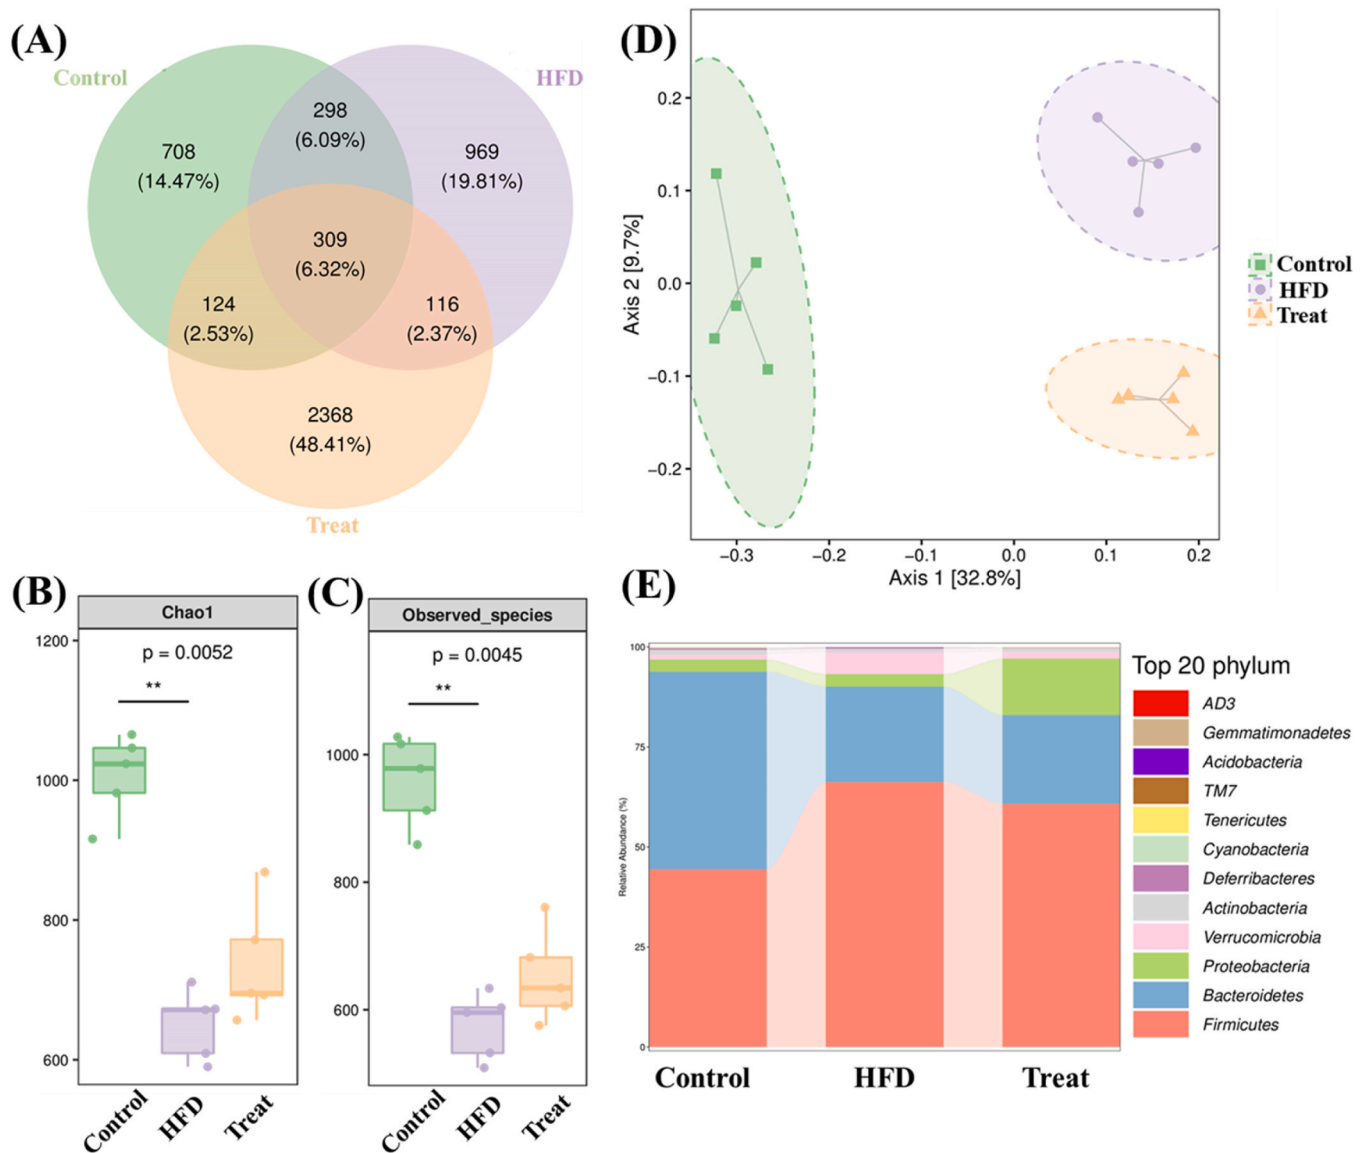 (A)
Control
HFD
298
(6.09%)
708
(14.47%)
969
(19.81%)
309
(6.32%)
124
(2.53%)
116
(2.37%)
2368
(48.41%)
Treat
(B)
Chao1
p = 0.0052
**
1200
1000
800
600
Control
HFD
Treat
(C)
Observed_species
p = 0.0045
**
1000
800
600
Control
HFD
Treat
(D)
Axis 2 [9.7%]
0.2
0.1
0.0
−0.1
−0.2
−0.3
−0.2
−0.1
0.0
0.1
0.2
Axis 1 [32.8%]
Control
HFD
Treat
(E)
Relative Abundance (%)
100
75
50
25
0
Control
HFD
Treat
Top 20 phylum
AD3
Gemmatimonadetes
Acidobacteria
TM7
Tenericutes
Cyanobacteria
Deferribacteres
Actinobacteria
Verrucomicrobia
Proteobacteria
Bacteroidetes
Firmicutes